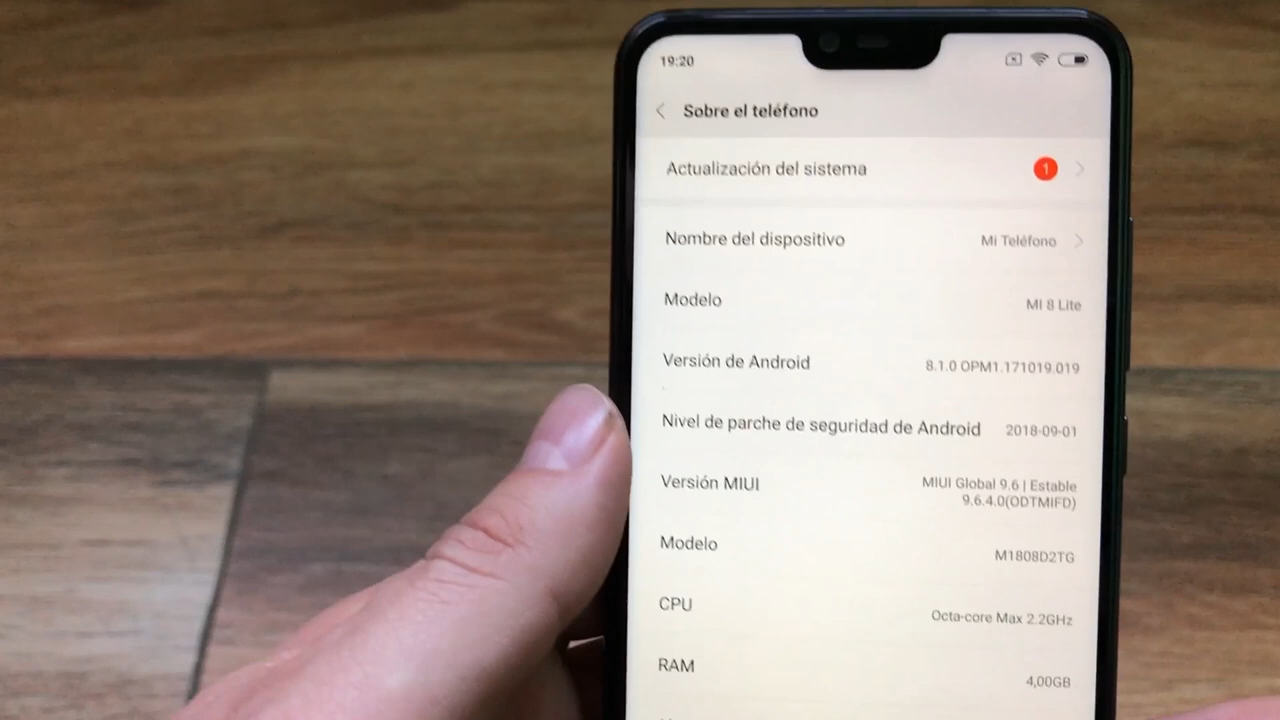 19:20
Sobre el teléfono
Actualización del sistema 1
Nombre del dispositivo Mi Teléfono
Modelo MI 8 Lite
Versión de Android 8.1.0 OPM1.171019.019
Nivel de parche de seguridad de Android 2018-09-01
Versión MIUI MIUI Global 9.6 | Estable
9.6.4.0(ODTMIFD)
Modelo M1808D2TG
CPU Octa-core Max 2.2GHz
RAM 4,00GB